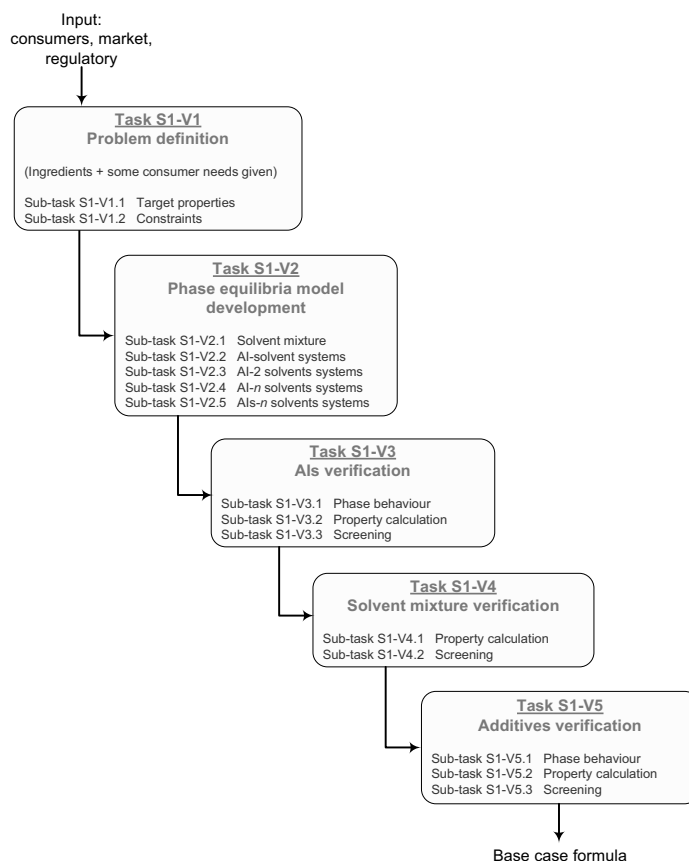 Input:
consumers, market,
regulatory
Task S1-V1
Problem definition
(Ingredients + some consumer needs given)
Sub-task S1-V1.1 Target properties
Sub-task S1-V1.2 Constraints
Task S1-V2
Phase equilibria model
development
Sub-task S1-V2.1 Solvent mixture
Sub-task S1-V2.2 AI-solvent systems
Sub-task S1-V2.3 AI-2 solvents systems
Sub-task S1-V2.4 AI-n solvents systems
Sub-task S1-V2.5 AIs-n solvents systems
Task S1-V3
AIs verification
Sub-task S1-V3.1 Phase behaviour
Sub-task S1-V3.2 Property calculation
Sub-task S1-V3.3 Screening
Task S1-V4
Solvent mixture verification
Sub-task S1-V4.1 Property calculation
Sub-task S1-V4.2 Screening
Task S1-V5
Additives verification
Sub-task S1-V5.1 Phase behaviour
Sub-task S1-V5.2 Property calculation
Sub-task S1-V5.3 Screening
Base case formula